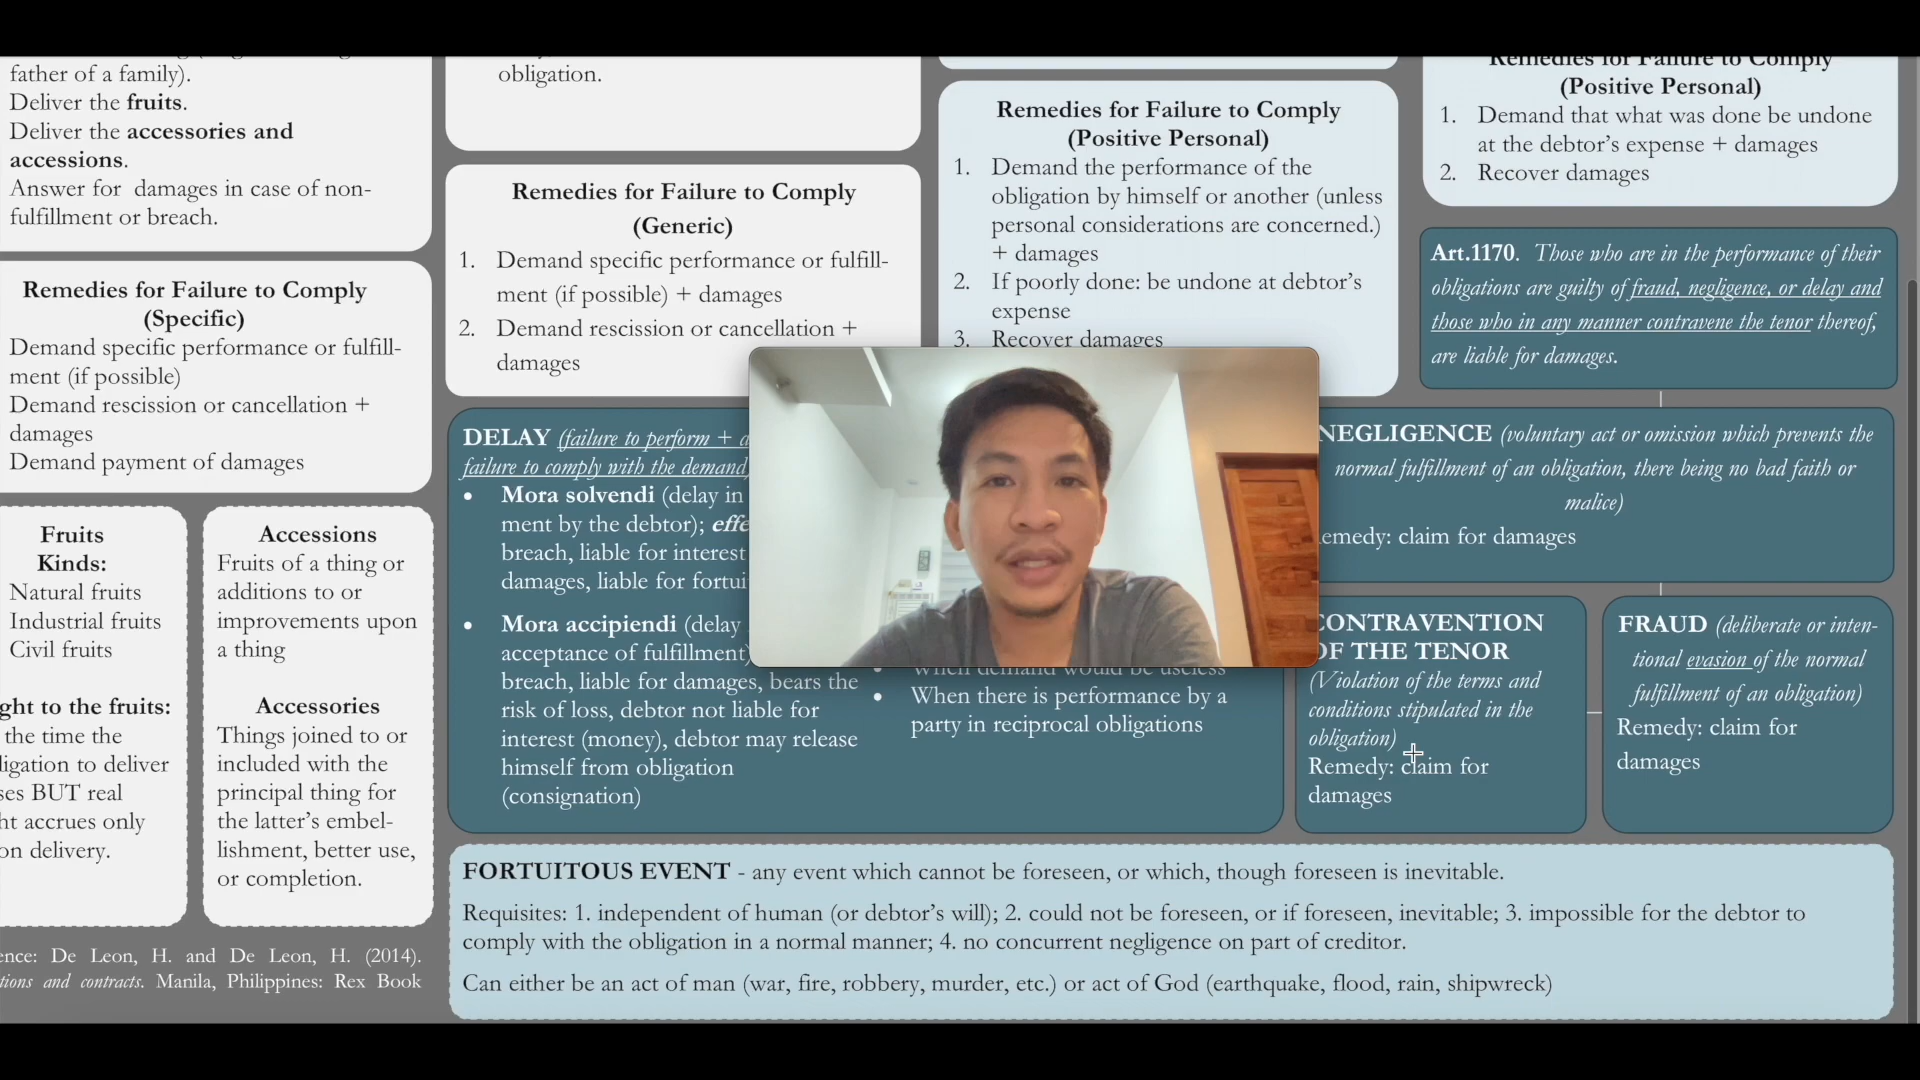 father of a family).
Deliver the fruits.
Deliver the accessories and
accessions.
Answer for damages in case of non-
fulfillment or breach.
Remedies for Failure to Comply
(Specific)
Demand specific performance or fulfill-
ment (if possible)
Demand rescission or cancellation +
damages
Demand payment of damages
Fruits
Kinds:
Natural fruits
Industrial fruits
Civil fruits
ght to the fruits:
the time the
ligation to deliver
ses BUT real
ht accrues only
on delivery.
Accessions
Fruits of a thing or
additions to or
improvements upon
a thing
Accessories
Things joined to or
included with the
principal thing for
the latter's embel-
lishment, better use,
or completion.
ence: De Leon, H. and De Leon, H. (2014).
tions and contracts. Manila, Philippines: Rex Book
obligation.
Remedies for Failure to Comply
(Generic)
1. Demand specific performance or fulfill-
ment (if possible) + damages
2. Demand rescission or cancellation +
damages
Remedies for Failure to Comply
(Positive Personal)
1. Demand the performance of the
obligation by himself or another (unless
personal considerations are concerned.)
+ damages
2. If poorly done: be undone at debtor's
expense
3. Recover damages
Remedies for Failure to Comply
(Positive Personal)
1. Demand that what was done be undone
at the debtor's expense + damages
2. Recover damages
Art.1170. Those who are in the performance of their
obligations are guilty of fraud, negligence, or delay and
those who in any manner contravene the tenor thereof,
are liable for damages.
DELAY (failure to perform +
failure to comply with the demand
• Mora solvendi (delay in
ment by the debtor); effe
breach, liable for interest
damages, liable for fortui
• Mora accipiendi (delay
acceptance of fulfillment)
breach, liable for damages, bears the
risk of loss, debtor not liable for
interest (money), debtor may release
himself from obligation
(consignation)
• When demand would be useless
• When there is performance by a
party in reciprocal obligations
NEGLIGENCE (voluntary act or omission which prevents the
normal fulfillment of an obligation, there being no bad faith or
malice)
emedy: claim for damages
CONTRAVENTION
OF THE TENOR
(Violation of the terms and
conditions stipulated in the
obligation)
Remedy: claim for
damages
FRAUD (deliberate or inten-
tional evasion of the normal
fulfillment of an obligation)
Remedy: claim for
damages
FORTUITOUS EVENT - any event which cannot be foreseen, or which, though foreseen is inevitable.
Requisites: 1. independent of human (or debtor's will); 2. could not be foreseen, or if foreseen, inevitable; 3. impossible for the debtor to
comply with the obligation in a normal manner; 4. no concurrent negligence on part of creditor.
Can either be an act of man (war, fire, robbery, murder, etc.) or act of God (earthquake, flood, rain, shipwreck)